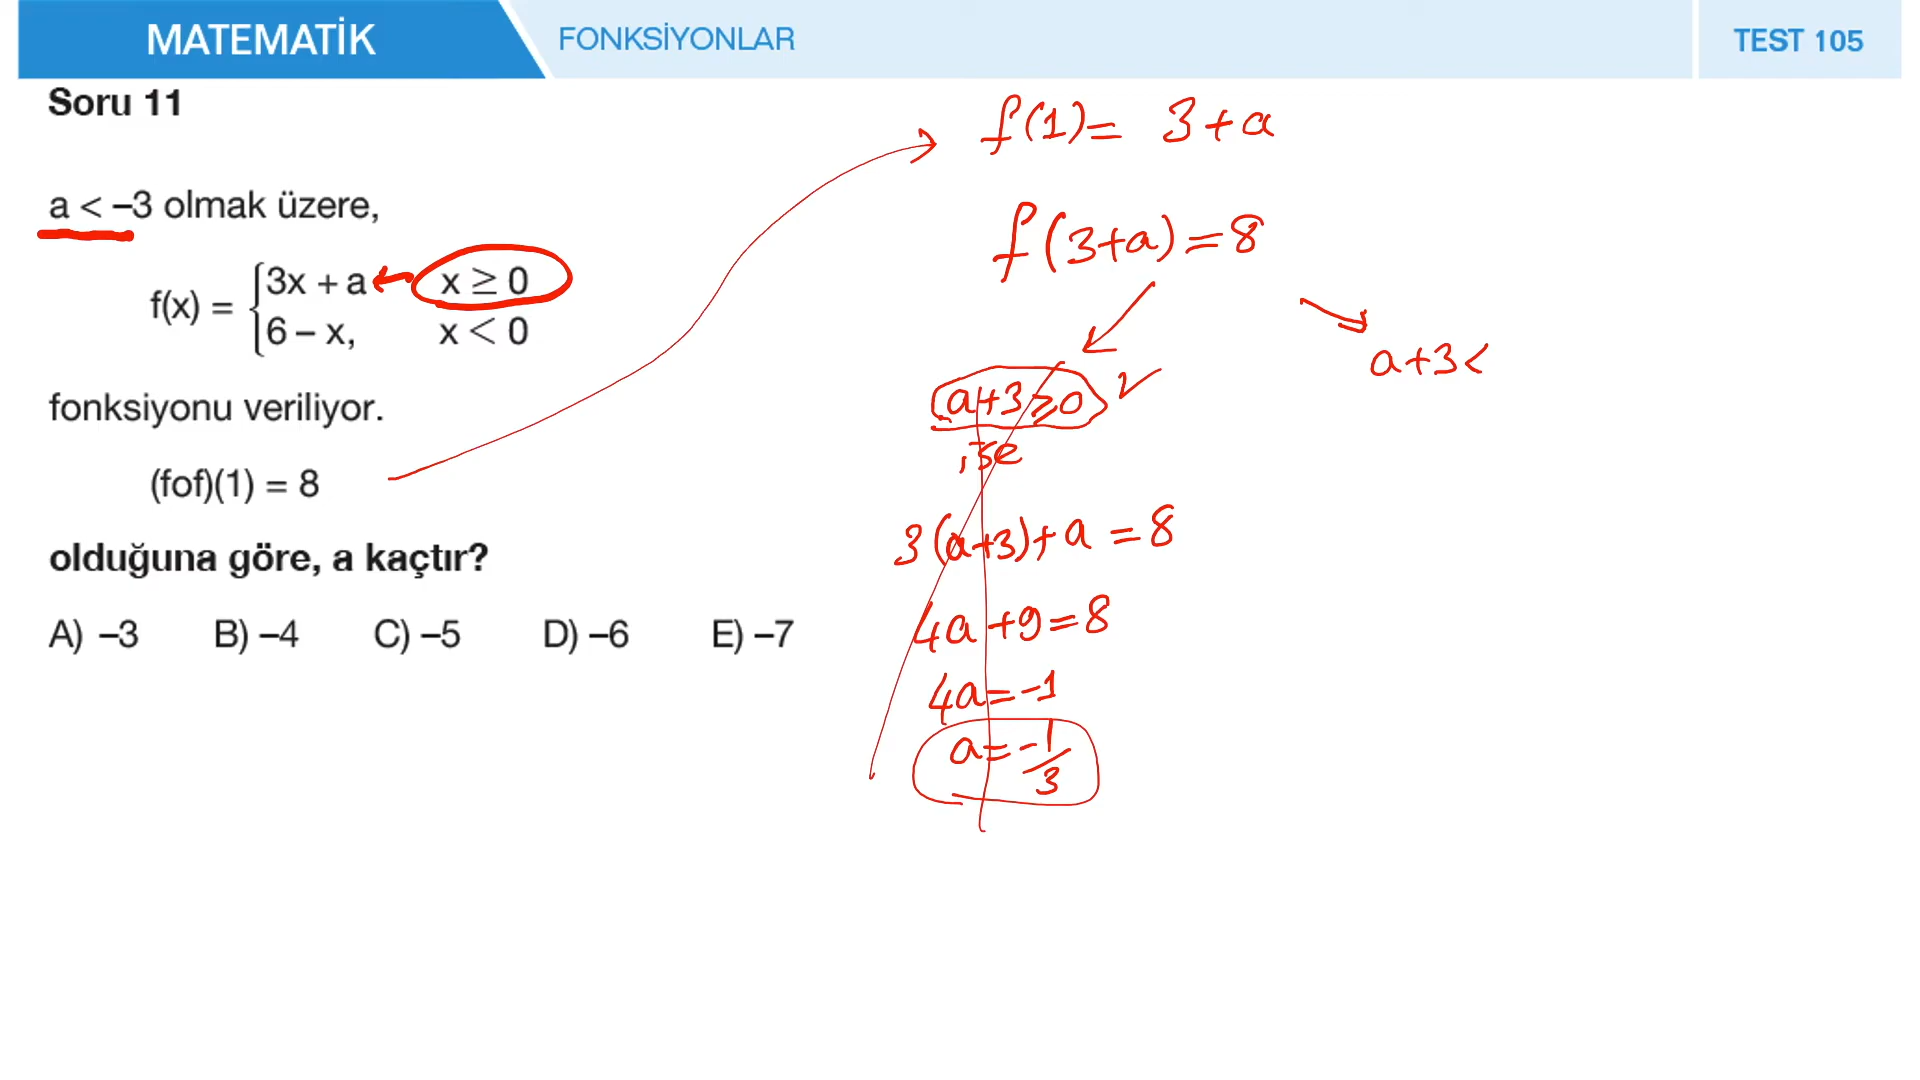 MATEMATİK
FONKSİYONLAR
TEST 105
Soru 11
a < –3 olmak üzere,
f(x) = { 3x + a x ≥ 0
6 – x, x < 0
fonksiyonu veriliyor.
(fof)(1) = 8
olduğuna göre, a kaçtır?
A) –3 B) –4 C) –5 D) –6 E) –7
f(1) = 3+a
f(3+a) = 8
a+3 ≥ 0
ise
3(a+3)+a = 8
4a+9=8
4a=-1
a=-1/3
a+3<